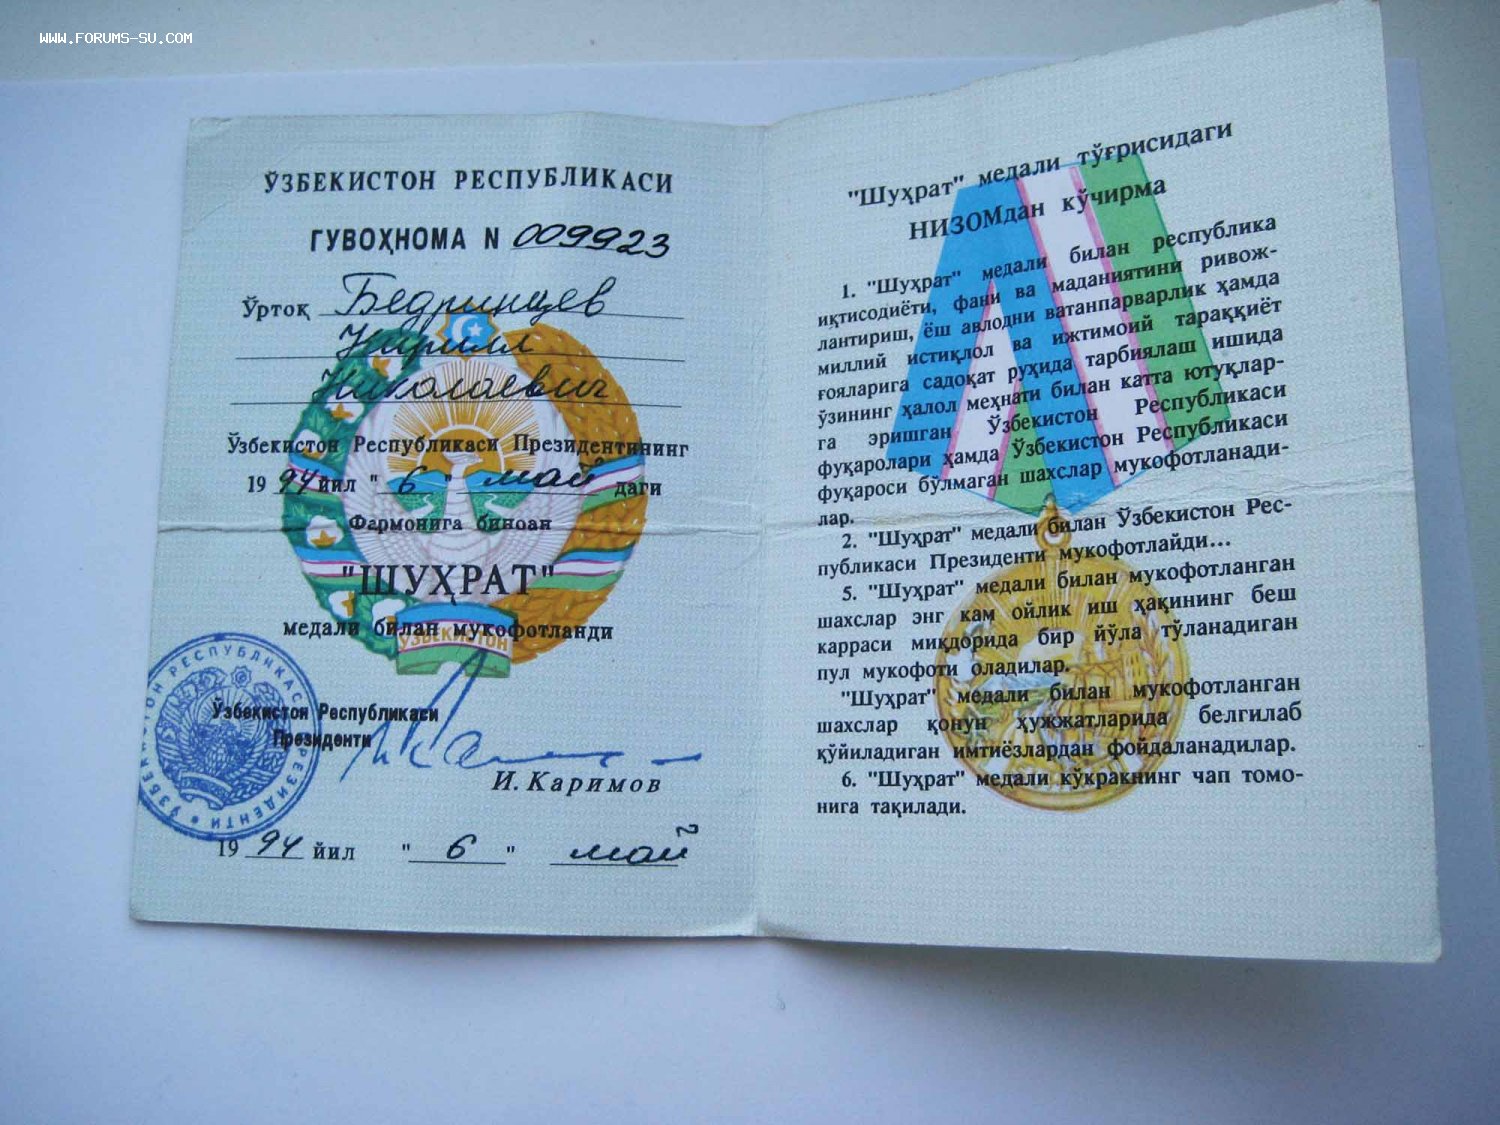 WWW.FORUMS-SU.COM
ЎЗБЕКИСТОН РЕСПУБЛИКАСИ
ГУВОҲНОМА N 009923
Ўртоқ Бедринцев
Кирилл
Николаевич
Ўзбекистон Республикаси Президентининг
1994 йил "6" май даги
Фармонига биноан
"ШУҲРАТ"
медали билан мукофотланди
ЎЗБЕКИСТОН
Ўзбекистон Республикаси
Президенти
И. Каримов
1994 йил "6" май
ЎЗБЕКИСТОН РЕСПУБЛИКАСИ ПРЕЗИДЕНТИ
"Шуҳрат" медали тўғрисидаги
НИЗОМдан кўчирма
1. "Шуҳрат" медали билан республика
иқтисодиёти, фани ва маданиятини ривож-
лантириш, ёш авлодни ватанпарварлик ҳамда
миллий истиқлол ва ижтимоий тараққиёт
ғояларига садоқат руҳида тарбиялаш ишида
ўзининг ҳалол меҳнати билан катта ютуқлар-
га эришган Ўзбекистон Республикаси
фуқаролари ҳамда Ўзбекистон Республикаси
фуқароси бўлмаган шахслар мукофотланади-
лар.
2. "Шуҳрат" медали билан Ўзбекистон Рес-
публикаси Президенти мукофотлайди...
5. "Шуҳрат" медали билан мукофотланган
шахслар энг кам ойлик иш ҳақининг беш
карраси миқдорида бир йўла тўланадиган
пул мукофоти оладилар.
"Шуҳрат" медали билан мукофотланган
шахслар қонун ҳужжатларида белгилаб
қўйиладиган имтиёзлардан фойдаланадилар.
6. "Шуҳрат" медали кўкракнинг чап томо-
нига тақилади.